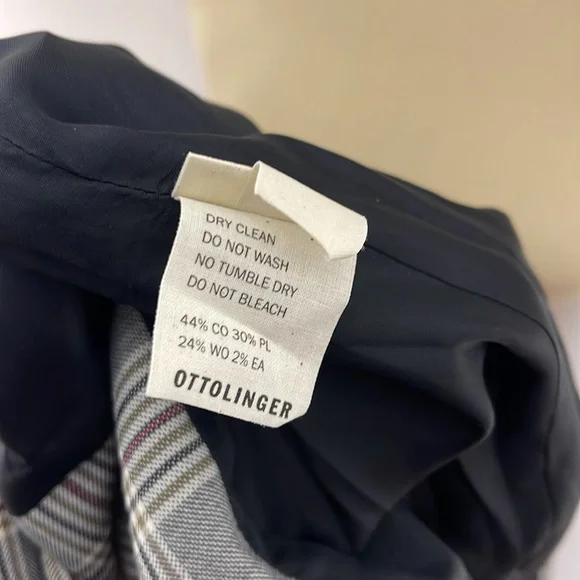 DRY CLEAN
DO NOT WASH
NO TUMBLE DRY
DO NOT BLEACH
44% CO 30% PL
24% WO 2% EA
OTTOLINGER